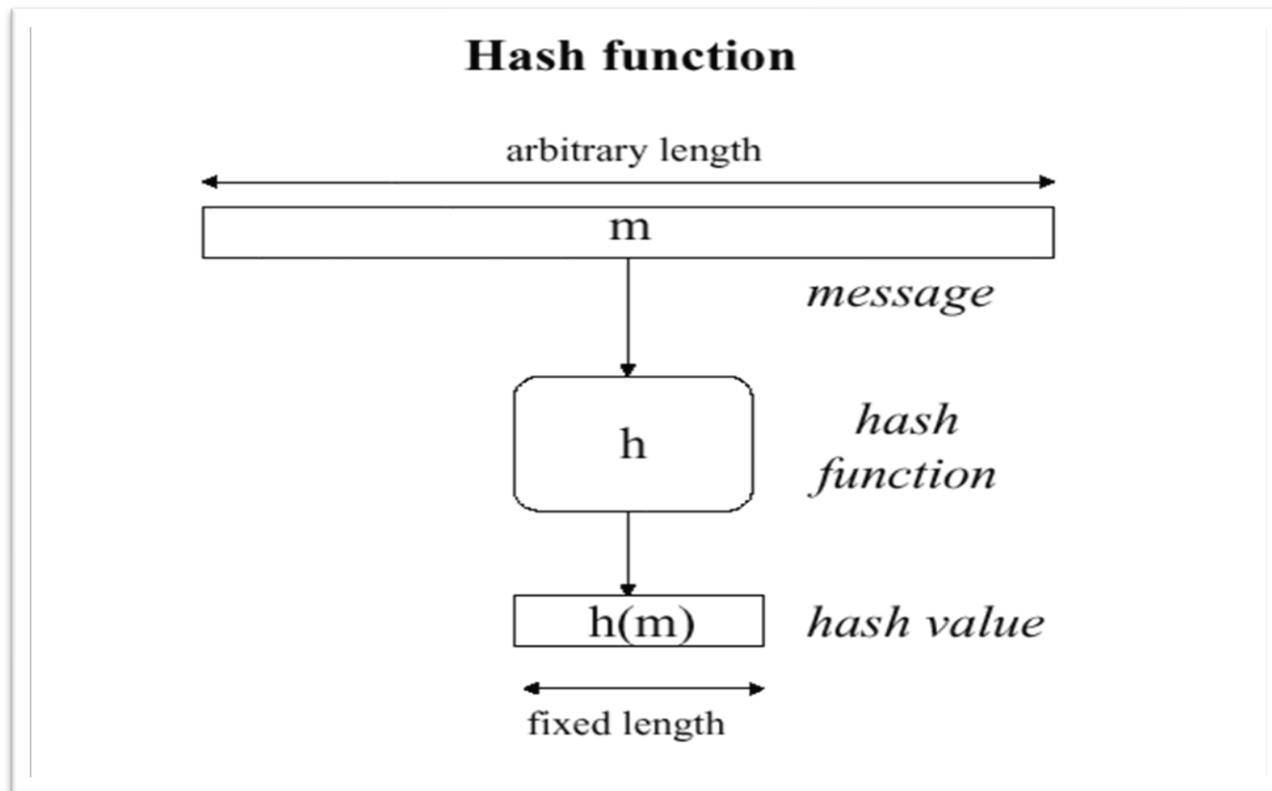 Hash function
arbitrary length
m
message
h
hash
function
h(m)
hash value
fixed length